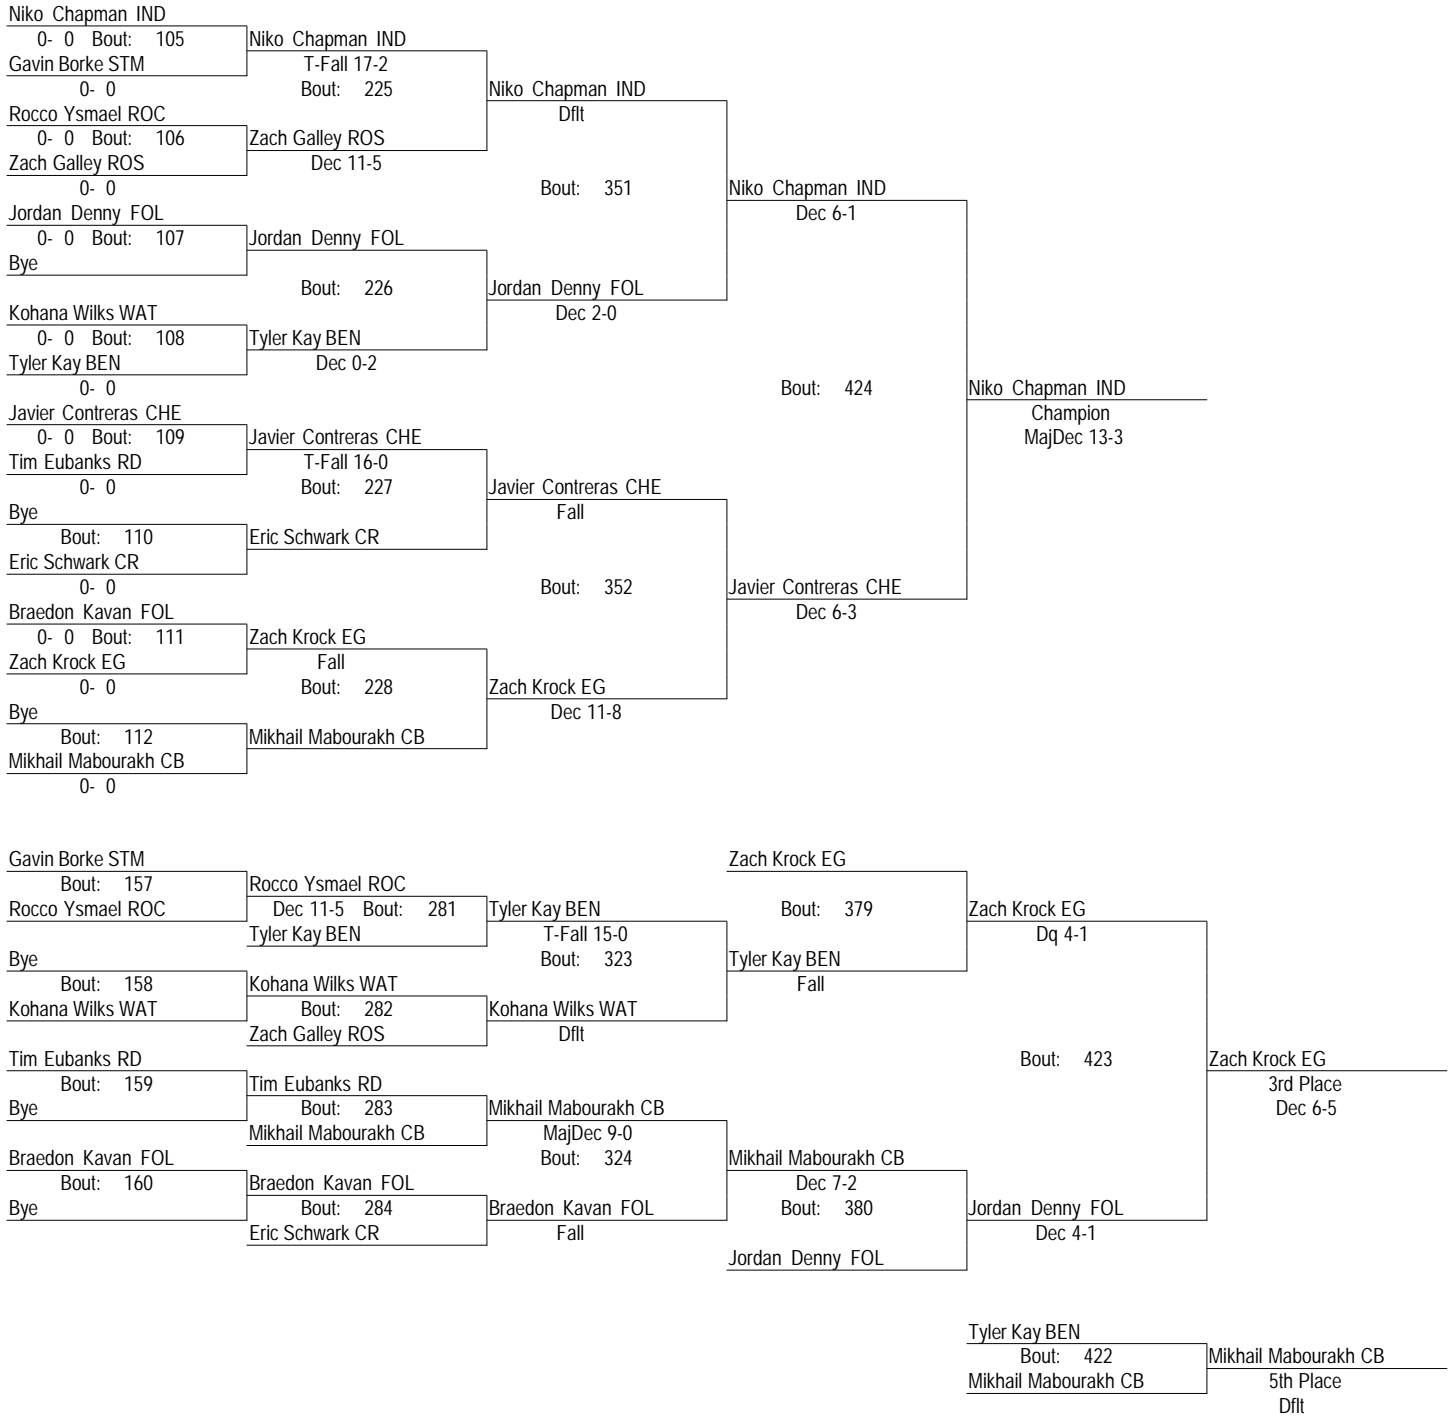 Niko Chapman IND
0- 0 Bout: 105
Niko Chapman IND
Gavin Borke STM
T-Fall 17-2
0- 0
Bout: 225
Niko Chapman IND
Rocco Ysmael ROC
Dflt
0- 0 Bout: 106
Zach Galley ROS
Zach Galley ROS
Dec 11-5
0- 0
Bout: 351
Niko Chapman IND
Jordan Denny FOL
Dec 6-1
0- 0 Bout: 107
Jordan Denny FOL
Bye
Bout: 226
Jordan Denny FOL
Kohana Wilks WAT
Dec 2-0
0- 0 Bout: 108
Tyler Kay BEN
Tyler Kay BEN
Dec 0-2
0- 0
Bout: 424
Niko Chapman IND
Javier Contreras CHE
Champion
0- 0 Bout: 109
Javier Contreras CHE
MajDec 13-3
Tim Eubanks RD
T-Fall 16-0
0- 0
Bout: 227
Javier Contreras CHE
Bye
Fall
Bout: 110
Eric Schwark CR
Eric Schwark CR
0- 0
Bout: 352
Javier Contreras CHE
Braedon Kavan FOL
Dec 6-3
0- 0 Bout: 111
Zach Krock EG
Zach Krock EG
Fall
0- 0
Bout: 228
Zach Krock EG
Bye
Dec 11-8
Bout: 112
Mikhail Mabourakh CB
Mikhail Mabourakh CB
0- 0
Gavin Borke STM
Zach Krock EG
Bout: 157
Rocco Ysmael ROC
Rocco Ysmael ROC
Dec 11-5 Bout: 281
Tyler Kay BEN
Bout: 379
Zach Krock EG
Tyler Kay BEN
T-Fall 15-0
Dq 4-1
Bye
Bout: 323
Tyler Kay BEN
Bout: 158
Kohana Wilks WAT
Fall
Kohana Wilks WAT
Bout: 282
Kohana Wilks WAT
Zach Galley ROS
Dflt
Tim Eubanks RD
Bout: 423
Zach Krock EG
Bout: 159
Tim Eubanks RD
3rd Place
Bye
Bout: 283
Mikhail Mabourakh CB
Dec 6-5
Mikhail Mabourakh CB
MajDec 9-0
Braedon Kavan FOL
Bout: 324
Mikhail Mabourakh CB
Bout: 160
Braedon Kavan FOL
Dec 7-2
Bye
Bout: 284
Braedon Kavan FOL
Bout: 380
Jordan Denny FOL
Eric Schwark CR
Fall
Dec 4-1
Jordan Denny FOL
Tyler Kay BEN
Bout: 422
Mikhail Mabourakh CB
Mikhail Mabourakh CB
5th Place
Dflt